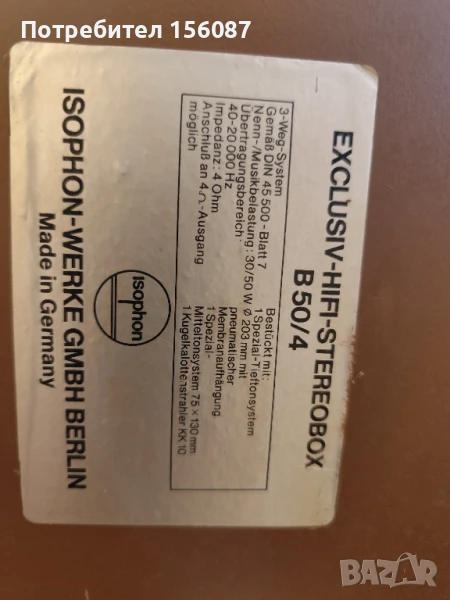 Потребител 156087
EXCLUSIV-HIFI-STEREOBOX
B 50/4
3-Weg-System
Gemäß DIN 45 500 - Blatt 7
Nenn-/Musikbelastung: 30/50 W
Übertragungsbereich:
40-20 000 Hz
Impedanz: 4 Ohm
Anschluß an 4 Ω-Ausgang
möglich
Bestückt mit:
1 Spezial-Tieftonsystem
Ø 203 mm mit
pneumatischer
Membranaufhängung
1 Spezial-
Mitteltonsystem 75 x 130 mm
1 Kugelkalottenstrahler KK 10
isophon
ISOPHON-WERKE GMBH BERLIN
Made in Germany
BAZAR